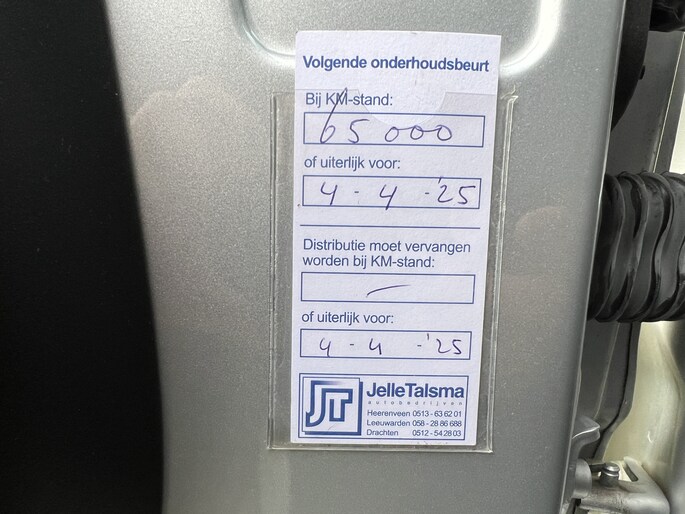 Volgende onderhoudsbeurt
Bij KM-stand:
65000
of uiterlijk voor:
4 - 4 - '25
Distributie moet vervangen
worden bij KM-stand:
—
of uiterlijk voor:
4 - 4 - '25
JT JelleTalsma
autobedrijven
Heerenveen 0513 - 63 62 01
Leeuwarden 058 - 28 86 688
Drachten 0512 - 54 28 03